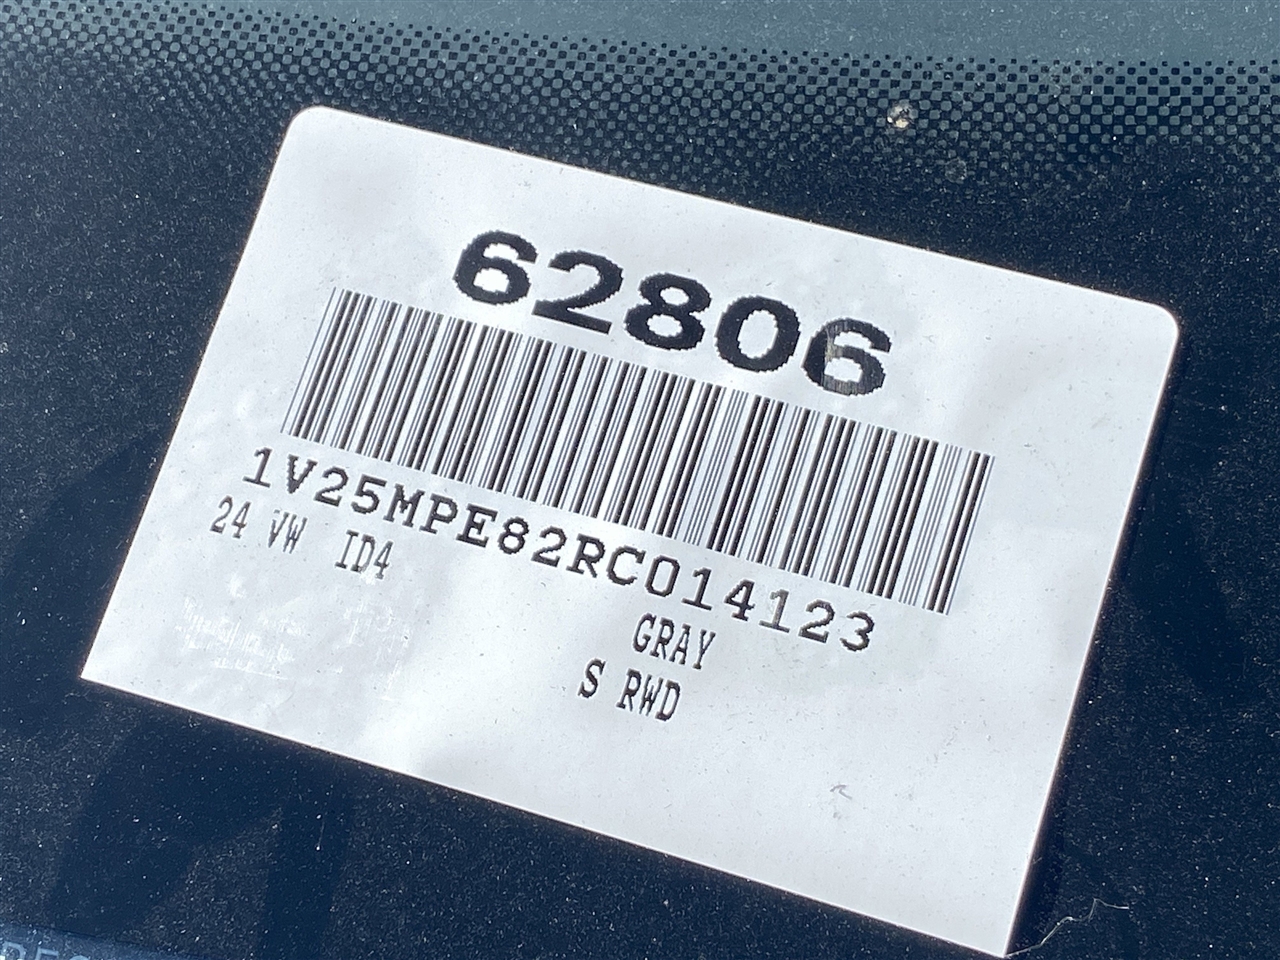 62806
1V25MPE82RC014123
24 VW ID4
GRAY
S RWD